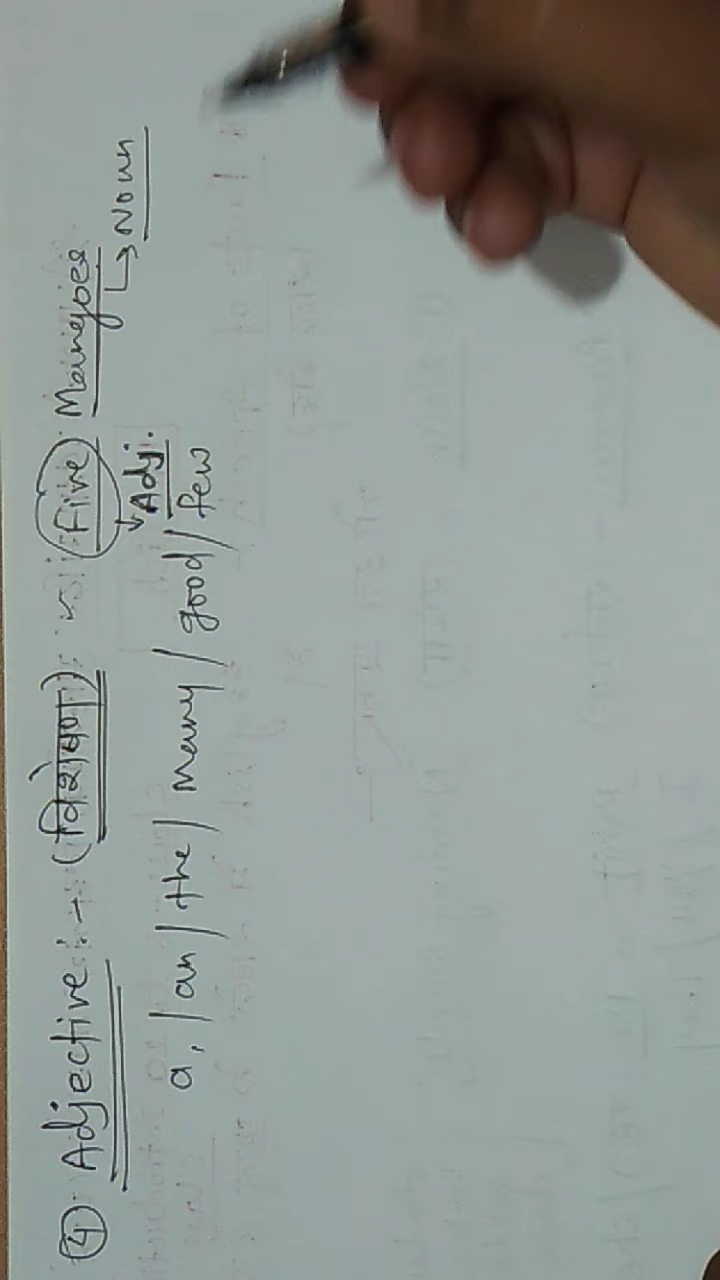 ④ Adjective :→ (विशेषण) :- Five Mangoes
↳ Adj. ↳ Noun
a, / an / the / many / good / few